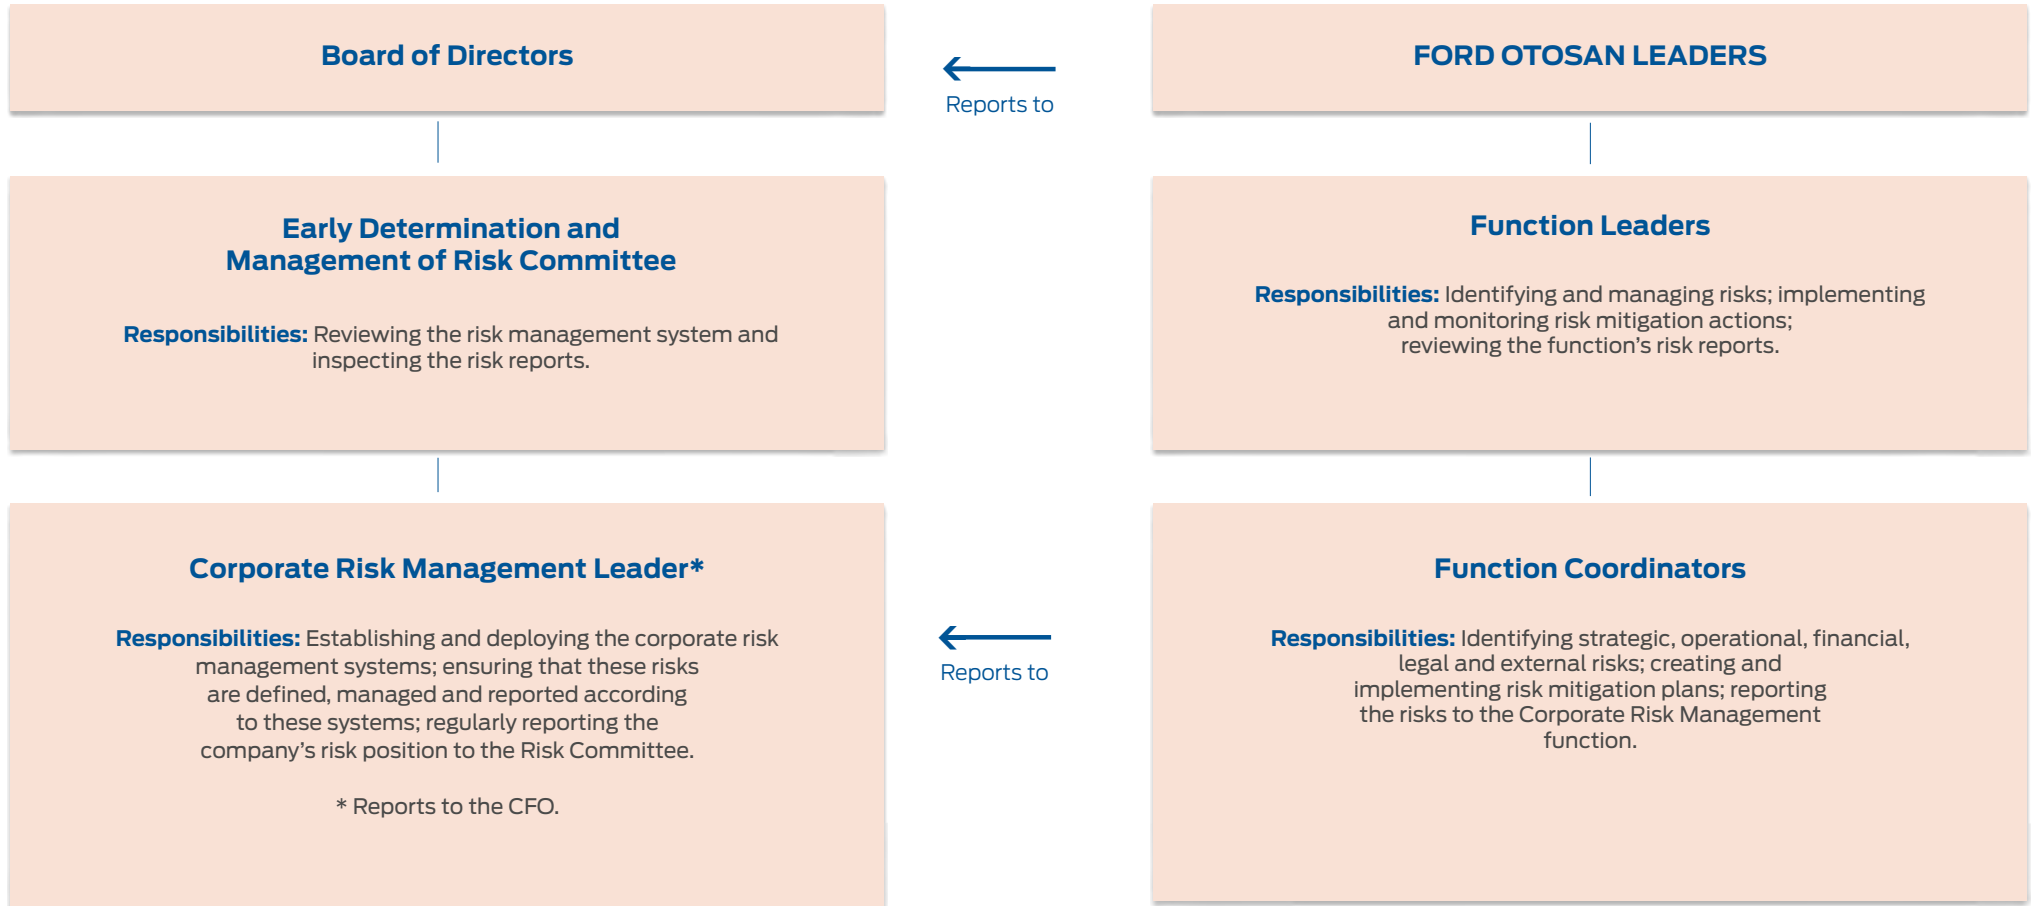 Board of Directors
Reports to
FORD OTOSAN LEADERS
Early Determination and
Management of Risk Committee
Responsibilities: Reviewing the risk management system and
inspecting the risk reports.
Function Leaders
Responsibilities: Identifying and managing risks; implementing
and monitoring risk mitigation actions;
reviewing the function’s risk reports.
Corporate Risk Management Leader*
Responsibilities: Establishing and deploying the corporate risk
management systems; ensuring that these risks
are defined, managed and reported according
to these systems; regularly reporting the
company’s risk position to the Risk Committee.
* Reports to the CFO.
Reports to
Function Coordinators
Responsibilities: Identifying strategic, operational, financial,
legal and external risks; creating and
implementing risk mitigation plans; reporting
the risks to the Corporate Risk Management
function.